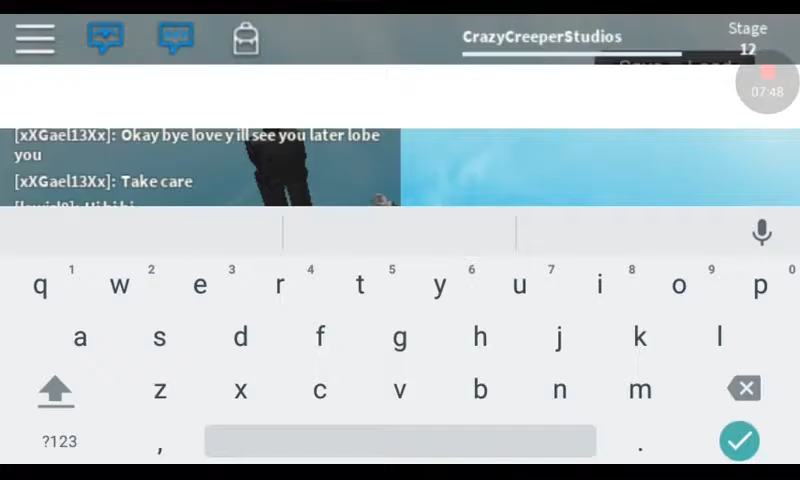 CrazyCreeperStudios
Stage
12
07:48
[xXGael13Xx]: Okay bye love y ill see you later lobe
you
[xXGael13Xx]: Take care
1 2 3 4 5 6 7 8 9 0
q w e r t y u i o p
a s d f g h j k l
z x c v b n m
?123 , .